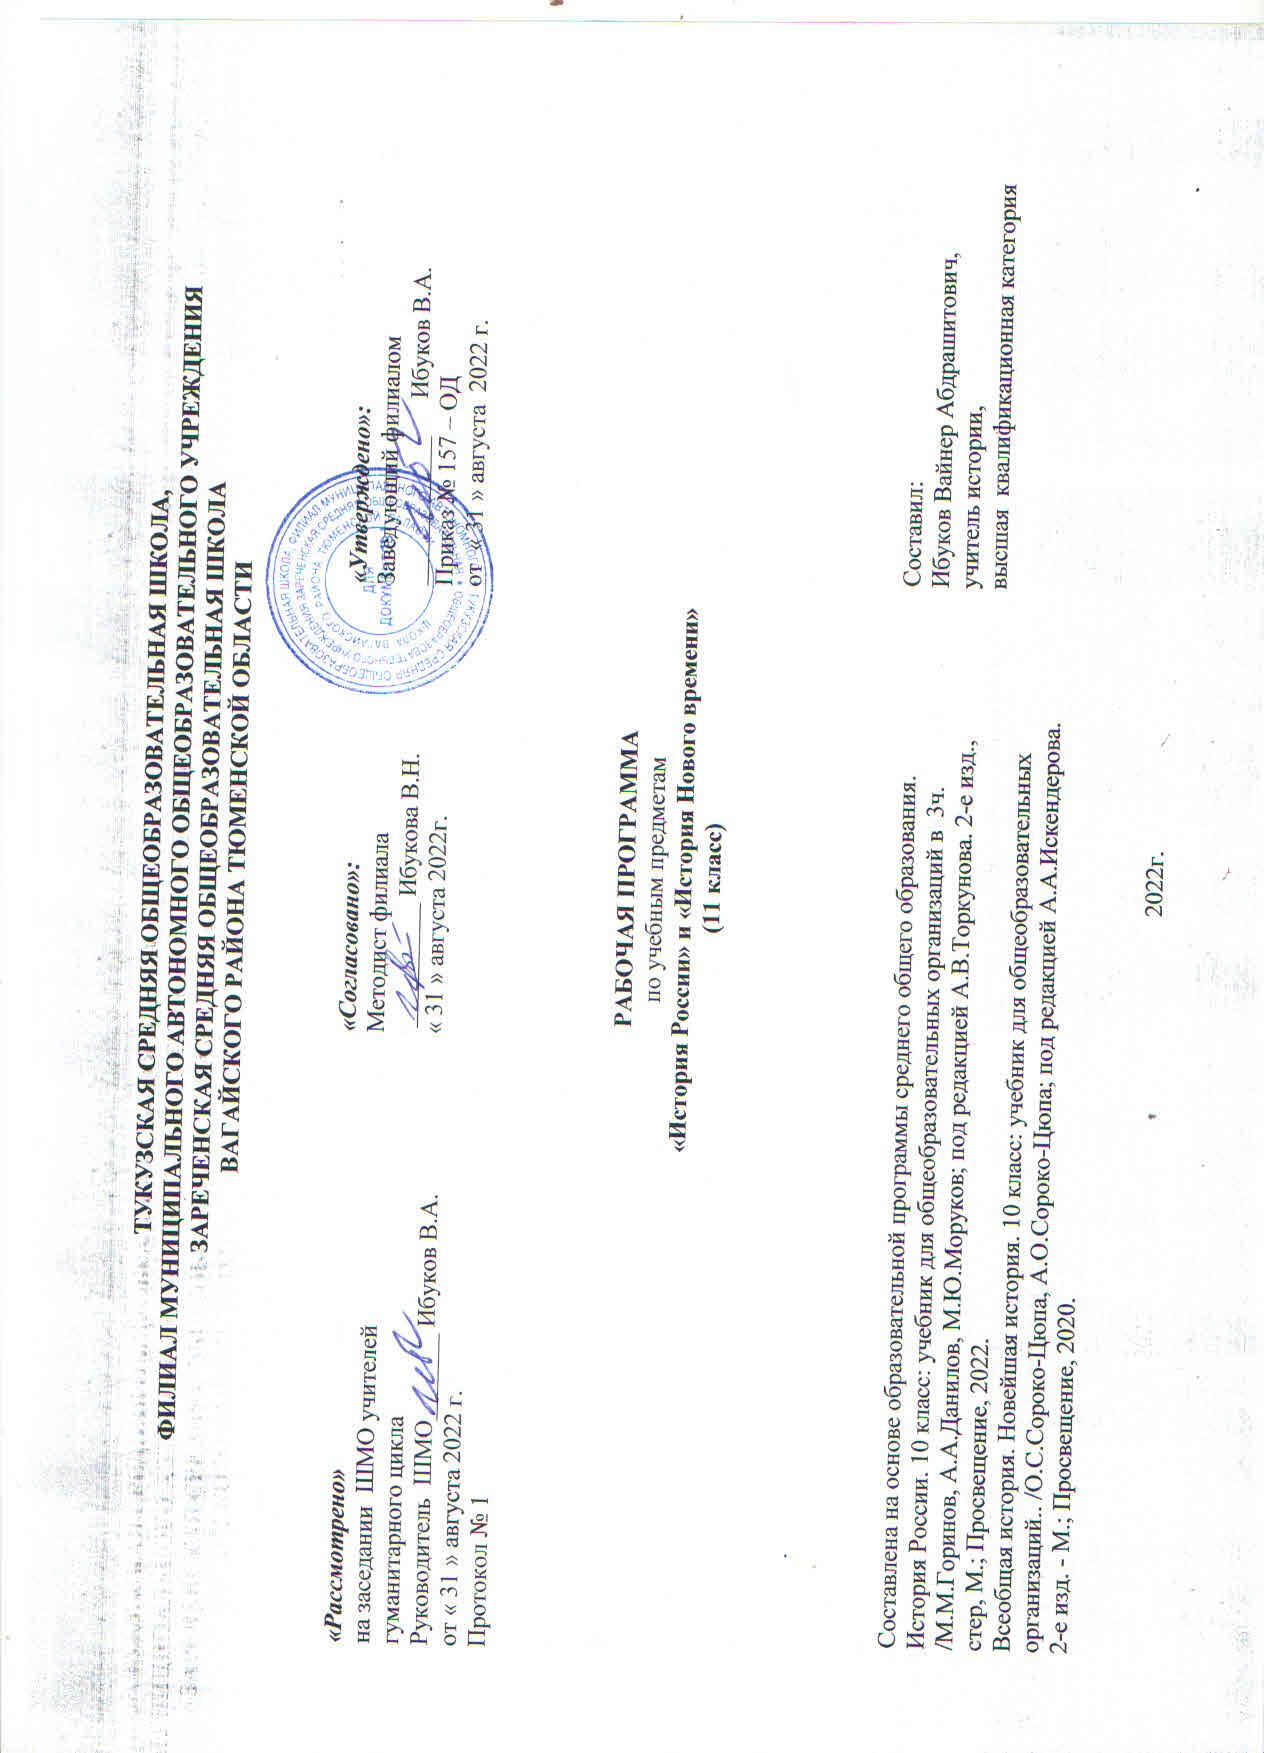 ТУКУЗСКАЯ СРЕДНЯЯ ОБЩЕОБРАЗОВАТЕЛЬНАЯ ШКОЛА,
ФИЛИАЛ МУНИЦИПАЛЬНОГО АВТОНОМНОГО ОБЩЕОБРАЗОВАТЕЛЬНОГО УЧРЕЖДЕНИЯ
ЗАРЕЧЕНСКАЯ СРЕДНЯЯ ОБЩЕОБРАЗОВАТЕЛЬНАЯ ШКОЛА
ВАГАЙСКОГО РАЙОНА ТЮМЕНСКОЙ ОБЛАСТИ
«Рассмотрено»
на заседании ШМО учителей
гуманитарного цикла
Руководитель ШМО Ибуков В.А.
от « 31 » августа 2022 г.
Протокол № 1
«Согласовано»:
Методист филиала
Ибукова В.Н.
« 31 » августа 2022г.
«Утверждено»:
Заведующий филиалом
Ибуков В.А.
Приказ № 157 – ОД
от « 31 » августа 2022 г.
РАБОЧАЯ ПРОГРАММА
по учебным предметам
«История России» и «История Нового времени»
(11 класс)
Составил:
Ибуков Вайнер Абдрашитович,
учитель истории,
высшая квалификационная категория
Составлена на основе образовательной программы среднего общего образования.
История России. 10 класс: учебник для общеобразовательных организаций в 3ч.
/М.М.Горинов, А.А.Данилов, М.Ю.Моруков; под редакцией А.В.Торкунова. 2-е изд.,
стер, М.; Просвещение, 2022.
Всеобщая история. Новейшая история. 10 класс: учебник для общеобразовательных
организаций.. /О.С.Сороко-Цюпа, А.О.Сороко-Цюпа; под редакцией А.А.Искендерова.
2-е изд. - М.; Просвещение, 2020.
2022г.